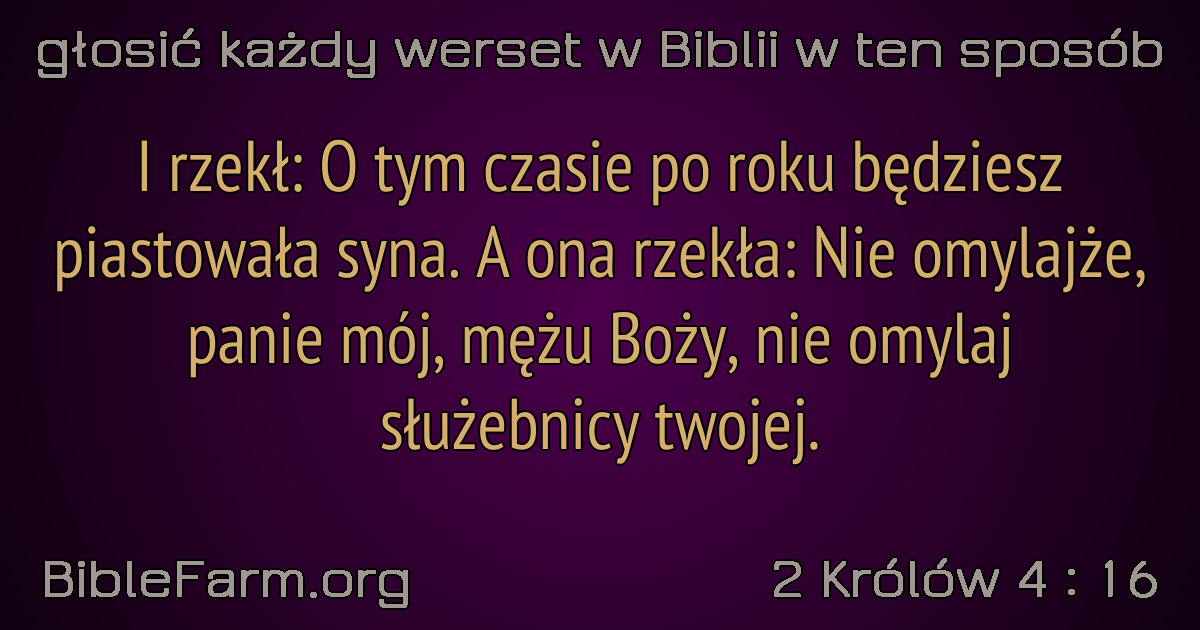 głosić każdy werset w Biblii w ten sposób
I rzekł: O tym czasie po roku będziesz
piastowała syna. A ona rzekła: Nie omylajże,
panie mój, mężu Boży, nie omylaj
służebnicy twojej.
BibleFarm.org
2 Królów 4 : 16